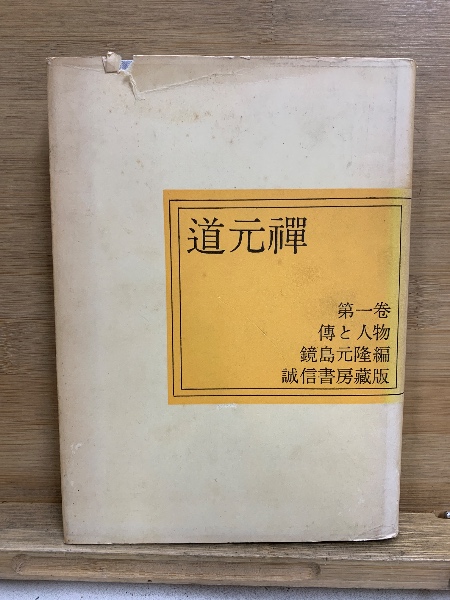 道元禪
第一卷
傳と人物
鏡島元隆編
誠信書房藏版